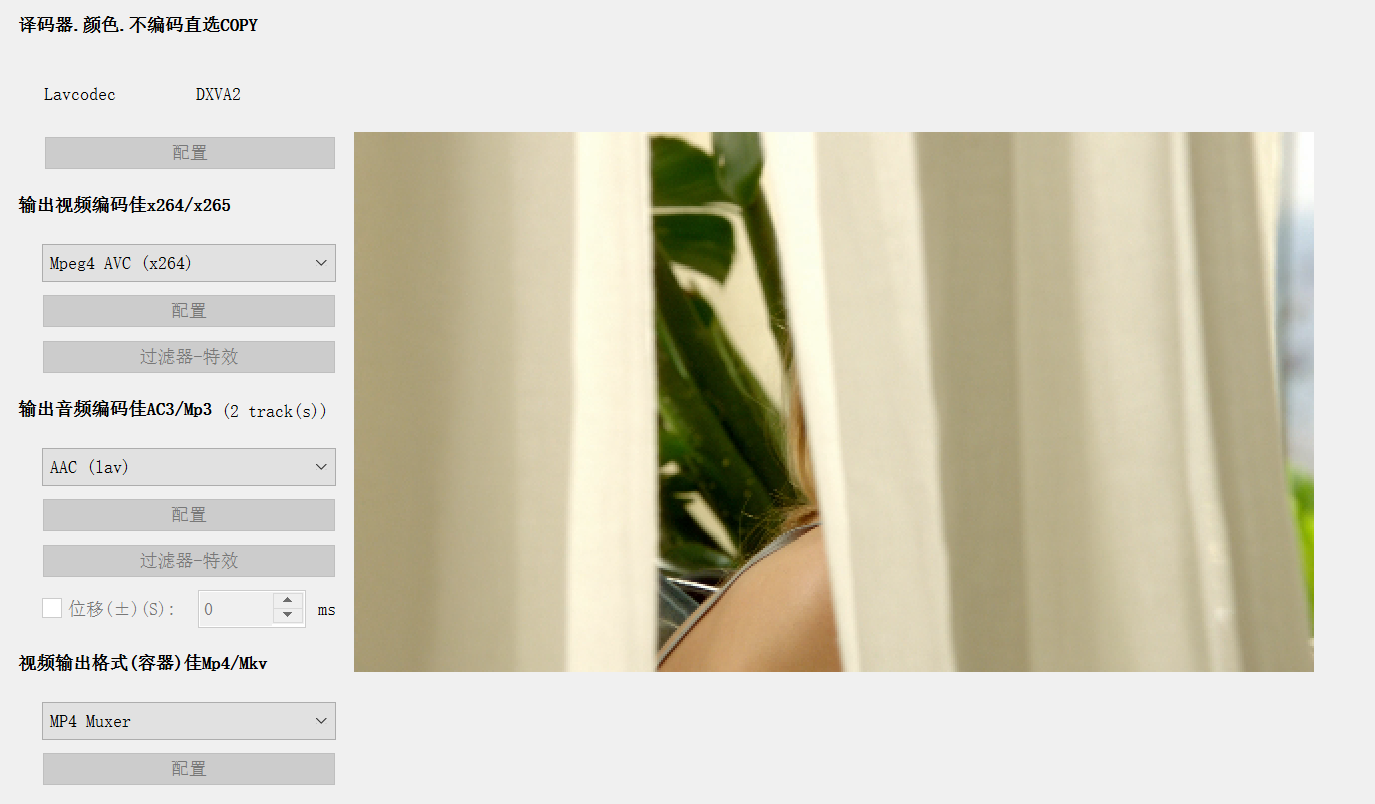 译码器.颜色.不编码直选COPY
Lavcodec DXVA2
配置
输出视频编码佳x264/x265
Mpeg4 AVC (x264)
配置
过滤器-特效
输出音频编码佳AC3/Mp3 (2 track(s))
AAC (lav)
配置
过滤器-特效
位移(±)(S): 0 ms
视频输出格式(容器)佳Mp4/Mkv
MP4 Muxer
配置